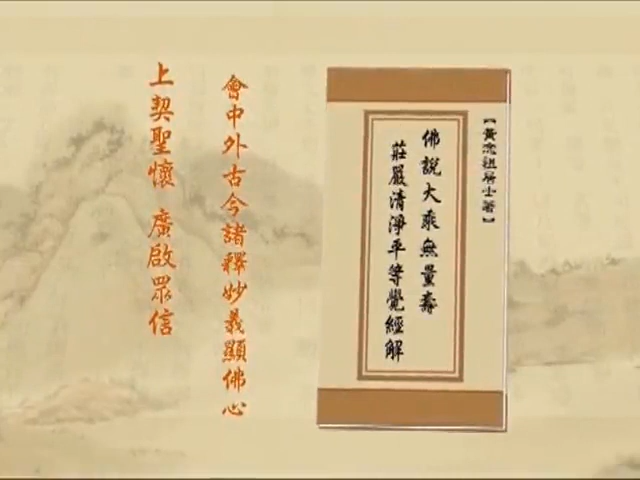 【黃念祖居士著】
佛說大乘無量壽
莊嚴清淨平等覺經解
會中外古今諸釋妙義顯佛心
上契聖懷 廣啟眾信